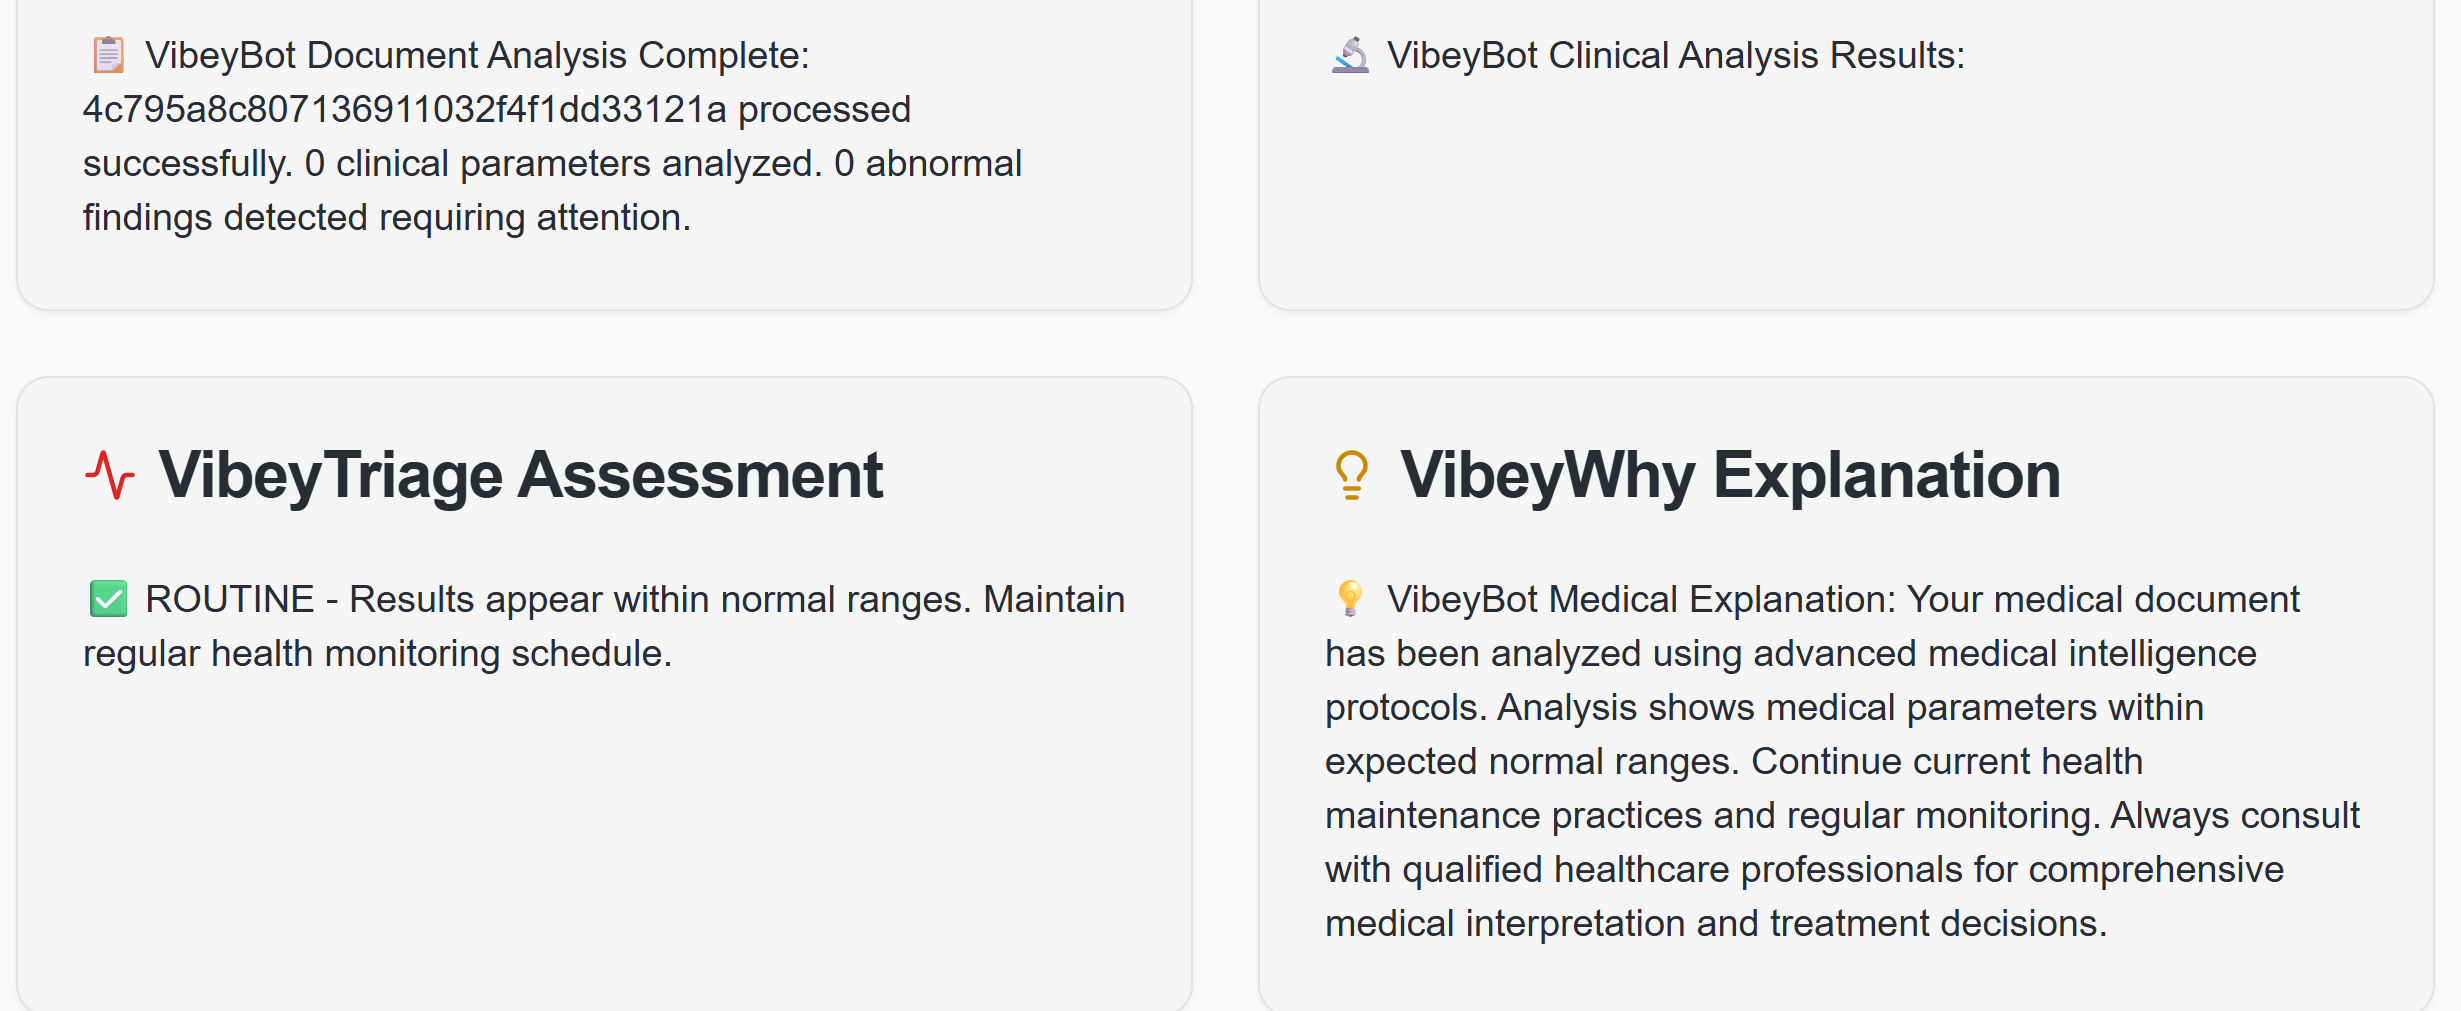 📋 VibeyBot Document Analysis Complete:
4c795a8c807136911032f4f1dd33121a processed
successfully. 0 clinical parameters analyzed. 0 abnormal
findings detected requiring attention.
🔬 VibeyBot Clinical Analysis Results:
VibeyTriage Assessment
✅ ROUTINE - Results appear within normal ranges. Maintain
regular health monitoring schedule.
VibeyWhy Explanation
💡 VibeyBot Medical Explanation: Your medical document
has been analyzed using advanced medical intelligence
protocols. Analysis shows medical parameters within
expected normal ranges. Continue current health
maintenance practices and regular monitoring. Always consult
with qualified healthcare professionals for comprehensive
medical interpretation and treatment decisions.